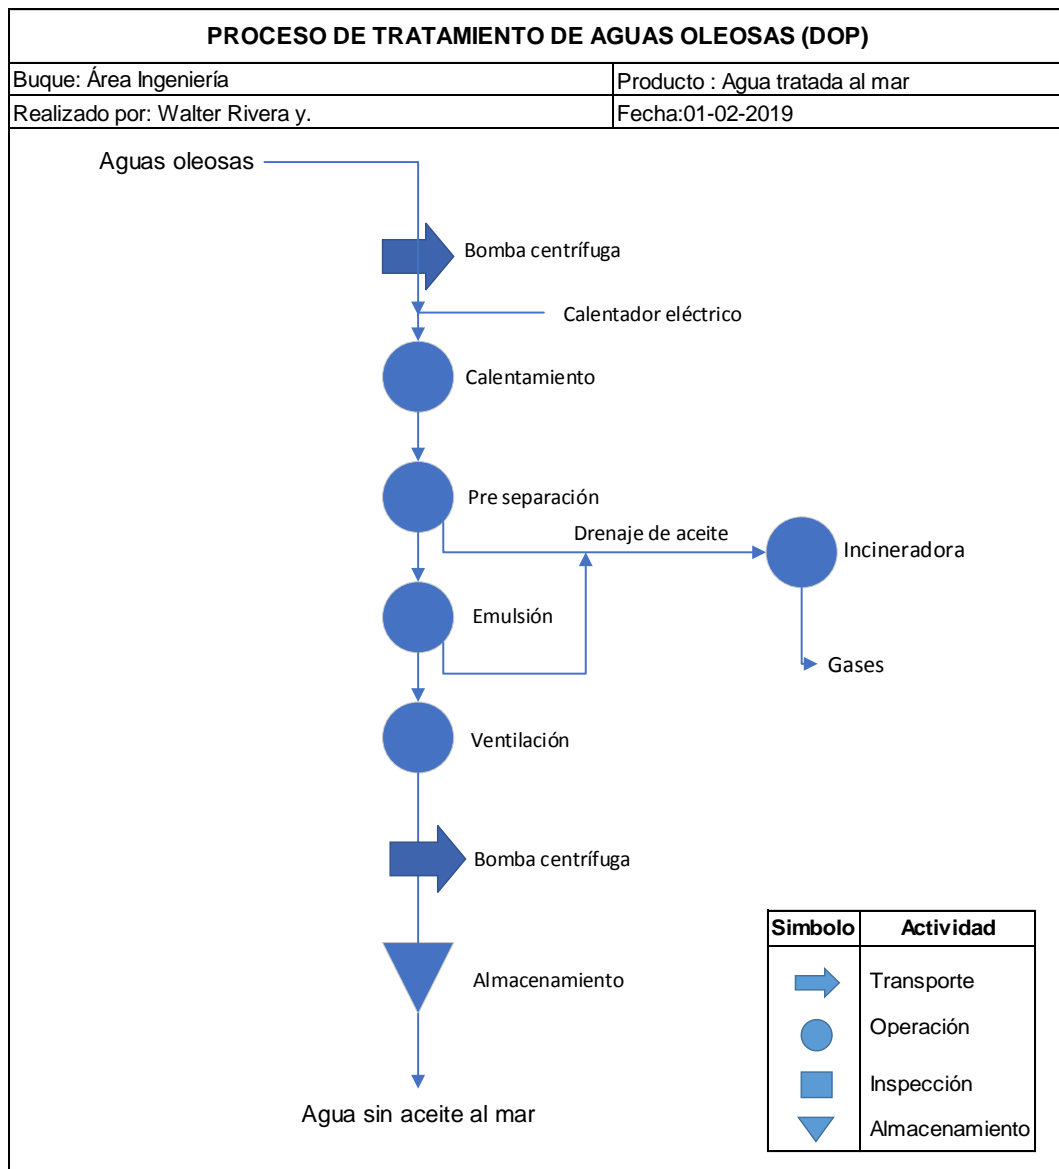 PROCESO DE TRATAMIENTO DE AGUAS OLEOSAS (DOP)
Buque: Área Ingeniería
Producto : Agua tratada al mar
Realizado por: Walter Rivera y.
Fecha:01-02-2019
Aguas oleosas
Bomba centrífuga
Calentador eléctrico
Calentamiento
Pre separación
Drenaje de aceite
Incineradora
Emulsión
Gases
Ventilación
Bomba centrífuga
Almacenamiento
Agua sin aceite al mar
Simbolo Actividad
Transporte
Operación
Inspección
Almacenamiento